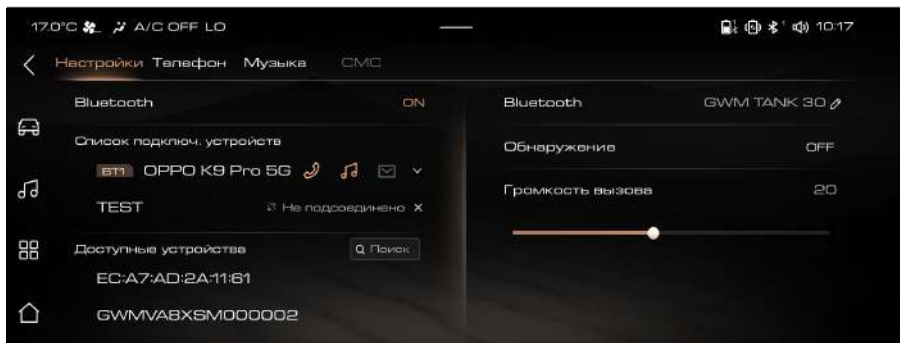 17.0°C A/C OFF LO 10:17
Настройки Телефон Музыка СМС
Bluetooth ON
Список подключ. устройств
BT1 OPPO K9 Pro 5G
TEST Не подсоединено ×
Доступные устройства Поиск
EC:A7:AD:2A:11:61
GWMVA8XSM000002
Bluetooth GWM TANK 30
Обнаружение OFF
Громкость вызова 20